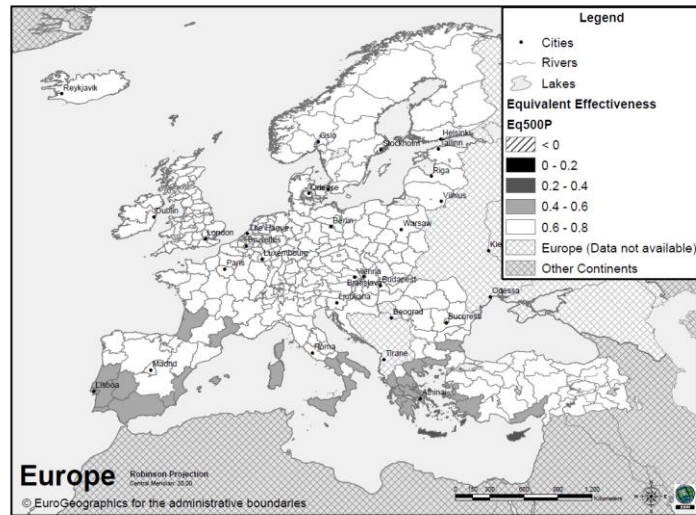 Legend
Cities
Rivers
Lakes
Equivalent Effectiveness
Eq500P
< 0
0 - 0.2
0.2 - 0.4
0.4 - 0.6
0.6 - 0.8
Europe (Data not available)
Other Continents
Reykjavik
Oslo
Helsinki
Stockholm
Tallinn
Riga
Odense
Vilnius
Dublin
London
The Hague
Berlin
Warsaw
Bruxelles
Luxembourg
Kie
Paris
Vienna
Bratislava
Budapest
Ljubljana
Odessa
Beograd
Bucuresti
Roma
Madrid
Tirane
Lisboa
Athinai
Europe
Robinson Projection
Central Meridian: 20.00
© EuroGeographics for the administrative boundaries
Kilometers